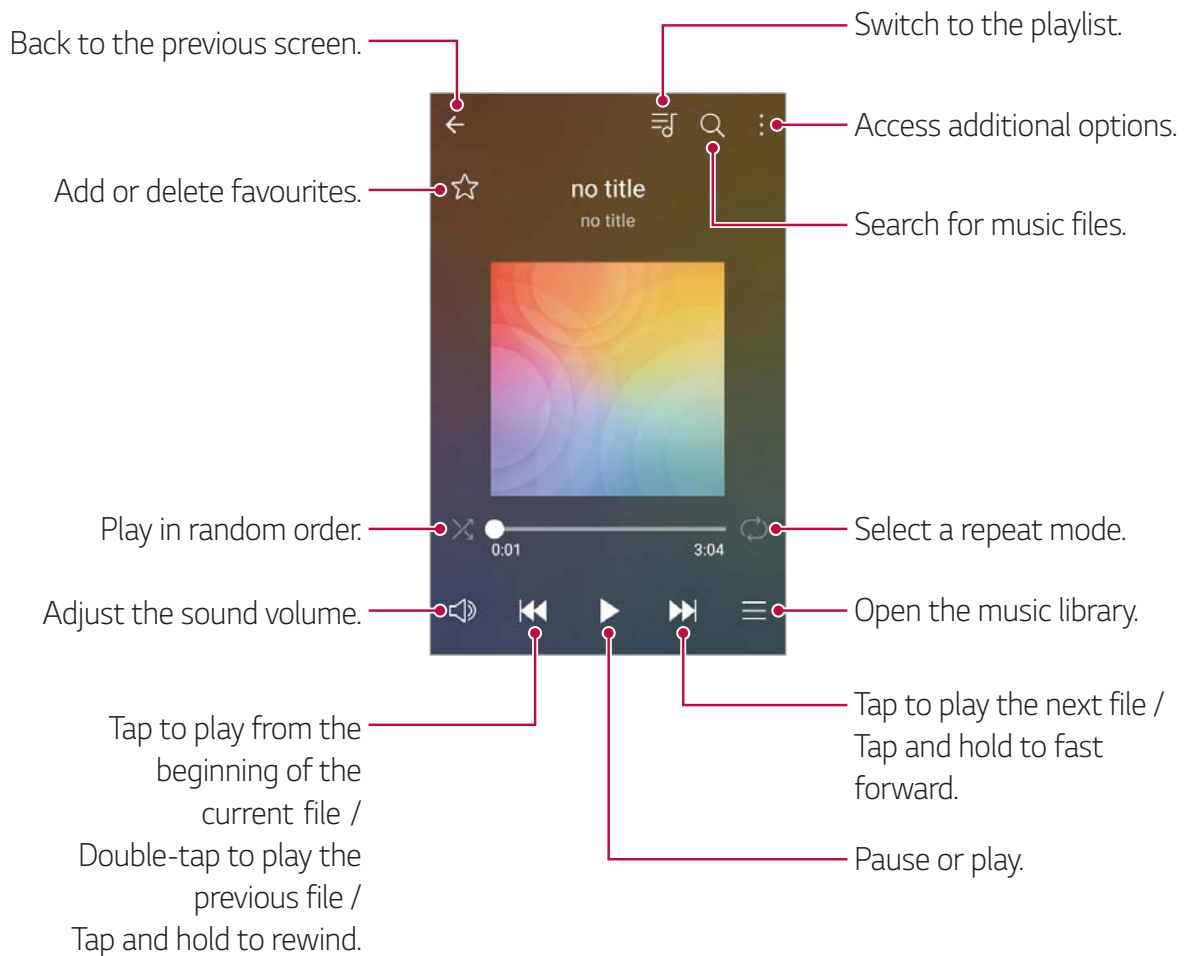 Back to the previous screen.
Switch to the playlist.
Access additional options.
Add or delete favourites.
no title
no title
Search for music files.
Play in random order.
0:01
3:04
Select a repeat mode.
Adjust the sound volume.
Open the music library.
Tap to play from the
beginning of the
current file /
Double-tap to play the
previous file /
Tap and hold to rewind.
Tap to play the next file /
Tap and hold to fast
forward.
Pause or play.